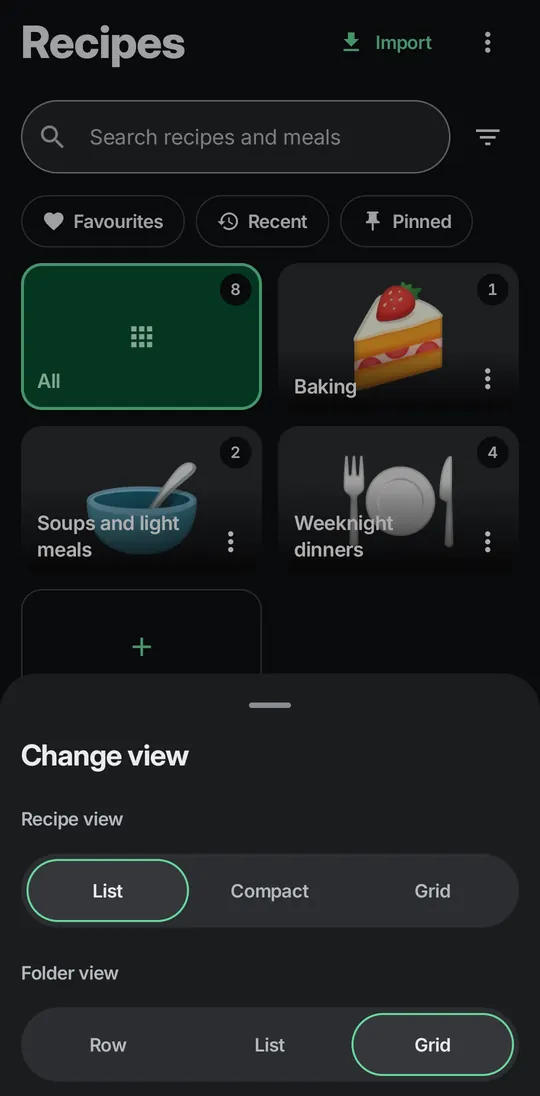 Recipes
Import
Search recipes and meals
Favourites
Recent
Pinned
8
All
1
Baking
2
Soups and light
meals
4
Weeknight
dinners
+
Change view
Recipe view
List
Compact
Grid
Folder view
Row
List
Grid